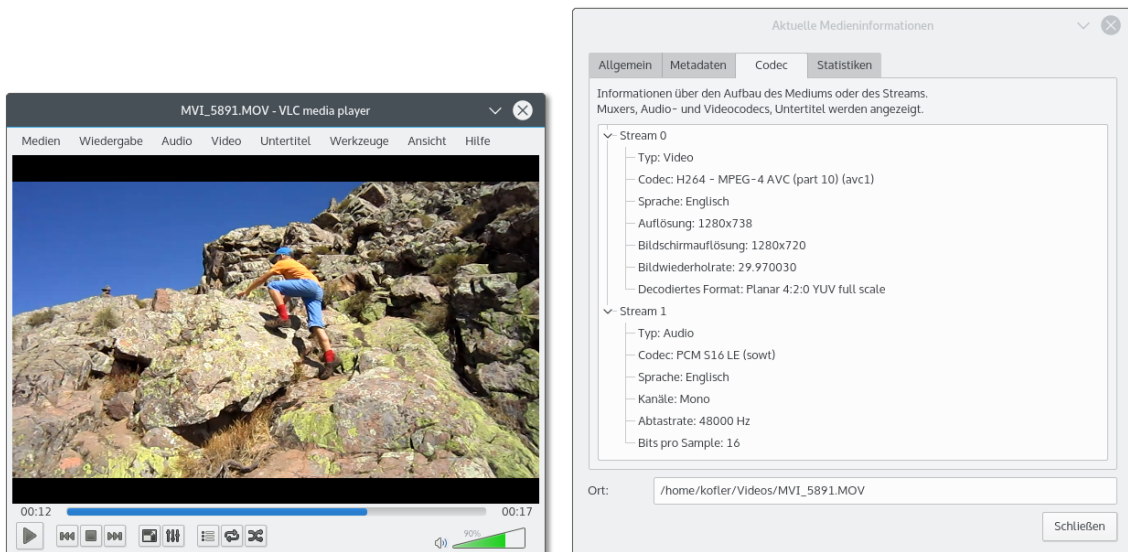 MVI_5891.MOV - VLC media player
Medien Wiedergabe Audio Video Untertitel Werkzeuge Ansicht Hilfe
00:12 00:17
90%
Aktuelle Medieninformationen
Allgemein Metadaten Codec Statistiken
Informationen über den Aufbau des Mediums oder des Streams.
Muxers, Audio- und Videocodecs, Untertitel werden angezeigt.
Stream 0
Typ: Video
Codec: H264 - MPEG-4 AVC (part 10) (avc1)
Sprache: Englisch
Auflösung: 1280x738
Bildschirmauflösung: 1280x720
Bildwiederholrate: 29.970030
Decodiertes Format: Planar 4:2:0 YUV full scale
Stream 1
Typ: Audio
Codec: PCM S16 LE (sowt)
Sprache: Englisch
Kanäle: Mono
Abtastrate: 48000 Hz
Bits pro Sample: 16
Ort: /home/kofler/Videos/MVI_5891.MOV
Schließen